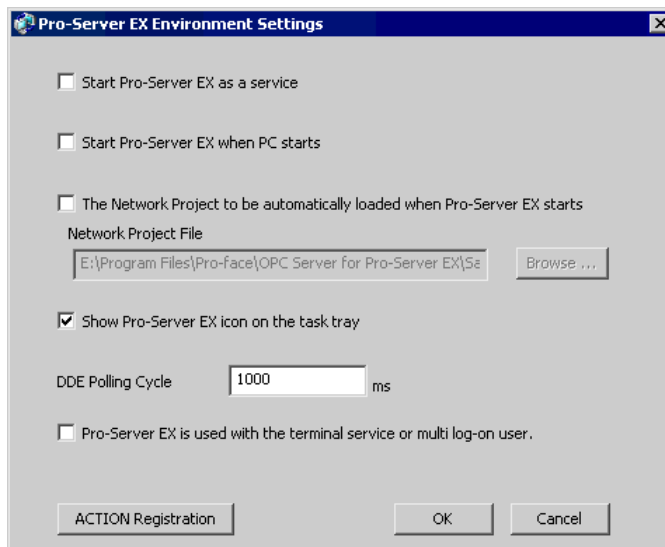 Pro-Server EX Environment Settings
Start Pro-Server EX as a service
Start Pro-Server EX when PC starts
The Network Project to be automatically loaded when Pro-Server EX starts
Network Project File
E:\Program Files\Pro-face\OPC Server for Pro-Server EX\Sa
Browse ...
Show Pro-Server EX icon on the task tray
DDE Polling Cycle 1000 ms
Pro-Server EX is used with the terminal service or multi log-on user.
ACTION Registration OK Cancel